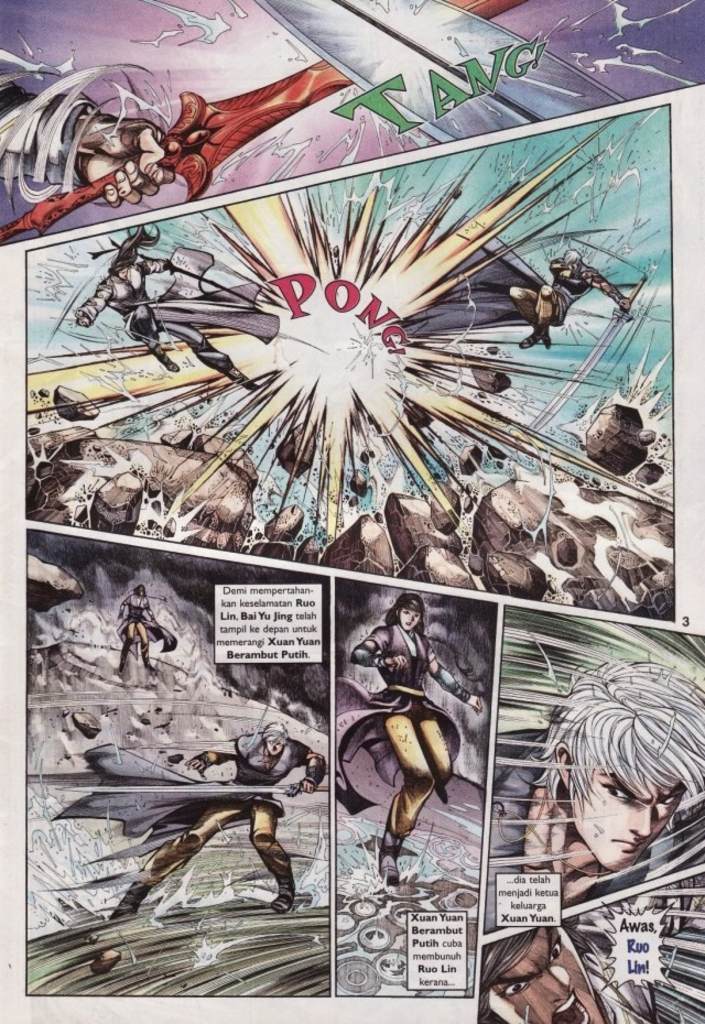 TANG!
PONG!
3
Demi mempertahan-
kan keselamatan Ruo
Lin, Bai Yu Jing telah
tampil ke depan untuk
memerangi Xuan Yuan
Berambut Putih.
Xuan Yuan
Berambut
Putih cuba
membunuh
Ruo Lin
kerana...
...dia telah
menjadi ketua
keluarga
Xuan Yuan.
Awas,
Ruo
Lin!